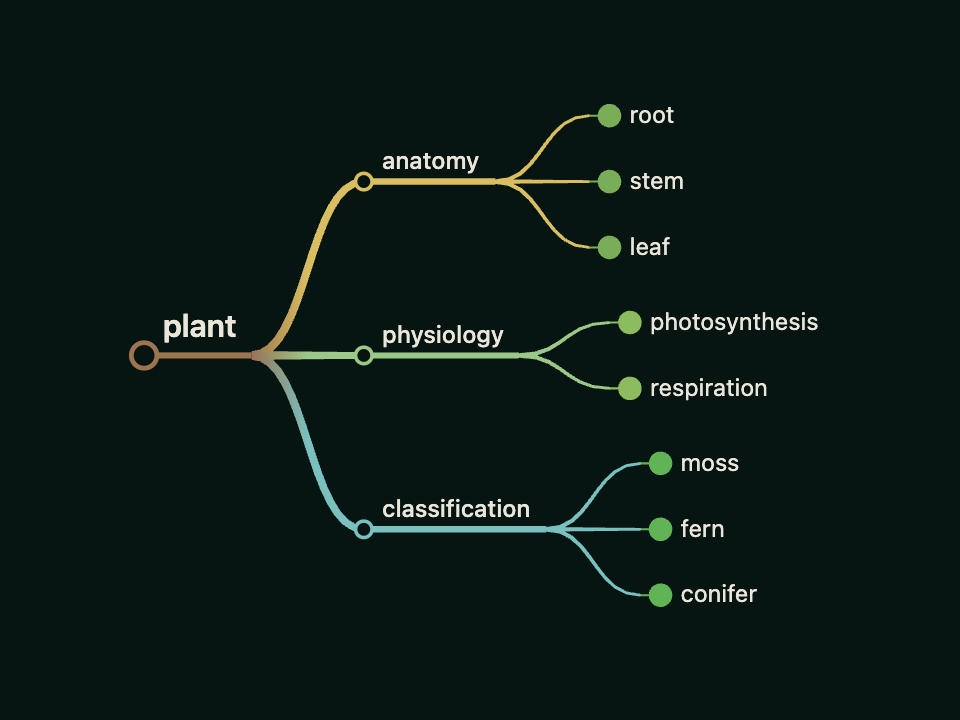 plant
anatomy
root
stem
leaf
physiology
photosynthesis
respiration
classification
moss
fern
conifer